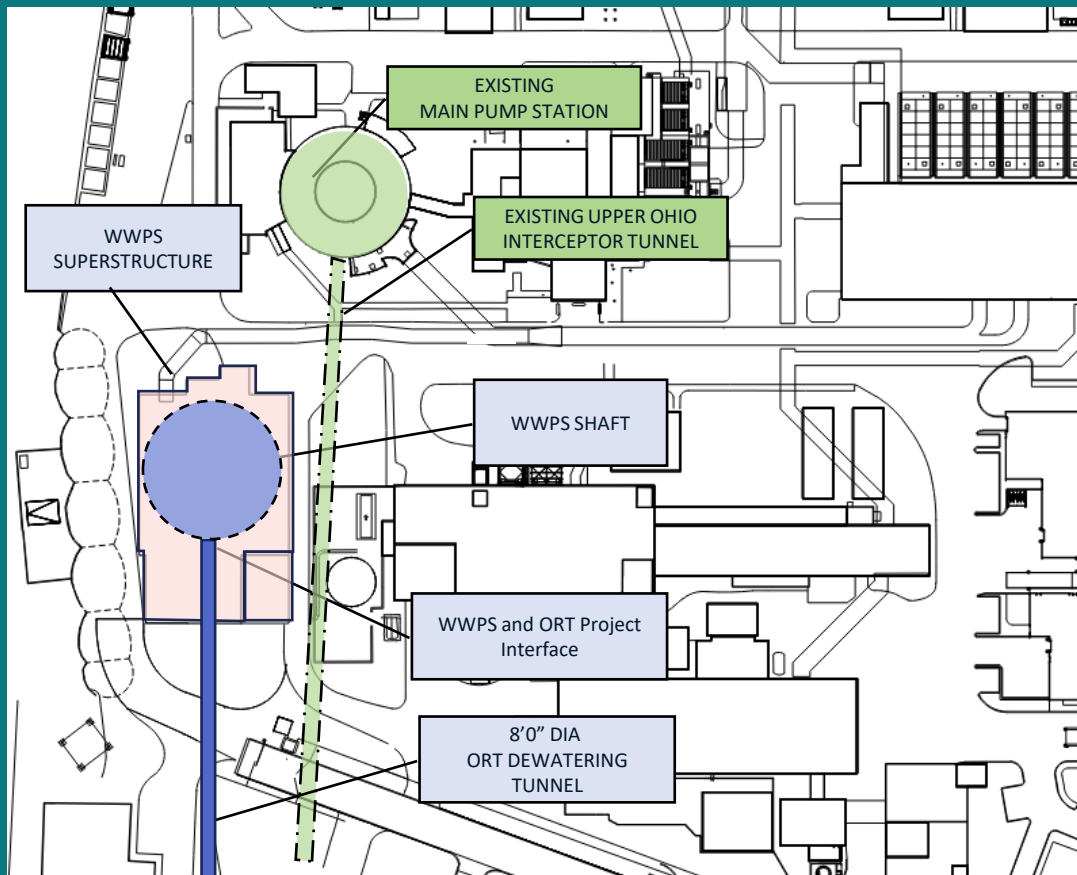 EXISTING
MAIN PUMP STATION
EXISTING UPPER OHIO
INTERCEPTOR TUNNEL
WWPS
SUPERSTRUCTURE
WWPS SHAFT
WWPS and ORT Project
Interface
8'0” DIA
ORT DEWATERING
TUNNEL